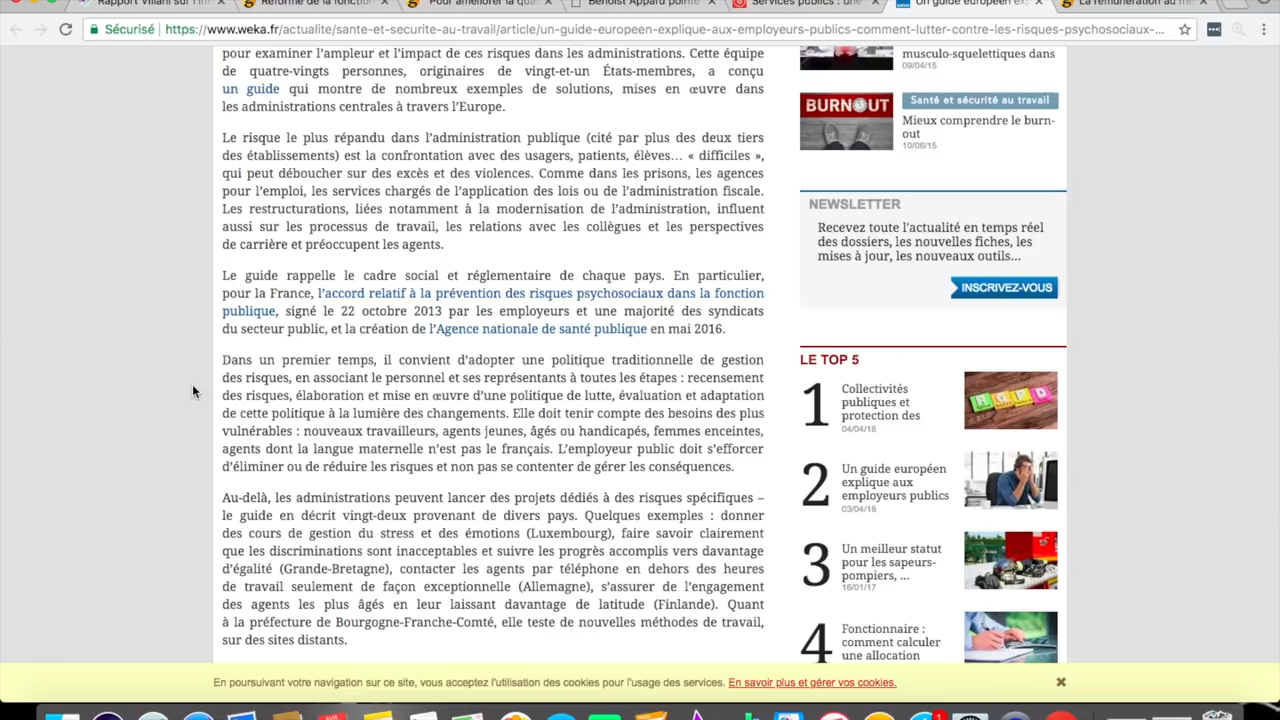 Rapport Villani sur l'in
Réforme de la fonction
Pour améliorer la qua
Benoist Apparu pointe
Services publics : une
Un guide européen exp
La rémunération au mé
Sécurisé
https://www.weka.fr/actualite/sante-et-securite-au-travail/article/un-guide-europeen-explique-aux-employeurs-publics-comment-lutter-contre-les-risques-psychosociaux-...
pour examiner l'ampleur et l'impact de ces risques dans les administrations. Cette équipe
de quatre-vingts personnes, originaires de vingt-et-un États-membres, a conçu
un guide qui montre de nombreux exemples de solutions, mises en œuvre dans
les administrations centrales à travers l'Europe.
Le risque le plus répandu dans l'administration publique (cité par plus des deux tiers
des établissements) est la confrontation avec des usagers, patients, élèves… « difficiles »,
qui peut déboucher sur des excès et des violences. Comme dans les prisons, les agences
pour l'emploi, les services chargés de l'application des lois ou de l'administration fiscale.
Les restructurations, liées notamment à la modernisation de l'administration, influent
aussi sur les processus de travail, les relations avec les collègues et les perspectives
de carrière et préoccupent les agents.
Le guide rappelle le cadre social et réglementaire de chaque pays. En particulier,
pour la France, l'accord relatif à la prévention des risques psychosociaux dans la fonction
publique, signé le 22 octobre 2013 par les employeurs et une majorité des syndicats
du secteur public, et la création de l'Agence nationale de santé publique en mai 2016.
Dans un premier temps, il convient d'adopter une politique traditionnelle de gestion
des risques, en associant le personnel et ses représentants à toutes les étapes : recensement
des risques, élaboration et mise en œuvre d'une politique de lutte, évaluation et adaptation
de cette politique à la lumière des changements. Elle doit tenir compte des besoins des plus
vulnérables : nouveaux travailleurs, agents jeunes, âgés ou handicapés, femmes enceintes,
agents dont la langue maternelle n'est pas le français. L'employeur public doit s'efforcer
d'éliminer ou de réduire les risques et non pas se contenter de gérer les conséquences.
Au-delà, les administrations peuvent lancer des projets dédiés à des risques spécifiques –
le guide en décrit vingt-deux provenant de divers pays. Quelques exemples : donner
des cours de gestion du stress et des émotions (Luxembourg), faire savoir clairement
que les discriminations sont inacceptables et suivre les progrès accomplis vers davantage
d'égalité (Grande-Bretagne), contacter les agents par téléphone en dehors des heures
de travail seulement de façon exceptionnelle (Allemagne), s'assurer de l'engagement
des agents les plus âgés en leur laissant davantage de latitude (Finlande). Quant
à la préfecture de Bourgogne-Franche-Comté, elle teste de nouvelles méthodes de travail,
sur des sites distants.
musculo-squelettiques dans
09/04/15
BURNOUT
Santé et sécurité au travail
Mieux comprendre le burn-
out
10/06/15
NEWSLETTER
Recevez toute l'actualité en temps réel
des dossiers, les nouvelles fiches, les
mises à jour, les nouveaux outils...
INSCRIVEZ-VOUS
LE TOP 5
1
Collectivités
publiques et
protection des
04/04/18
RGPD
2
Un guide européen
explique aux
employeurs publics
03/04/18
3
Un meilleur statut
pour les sapeurs-
pompiers, ...
16/01/17
4
Fonctionnaire :
comment calculer
une allocation
En poursuivant votre navigation sur ce site, vous acceptez l'utilisation des cookies pour l'usage des services. En savoir plus et gérer vos cookies.
1